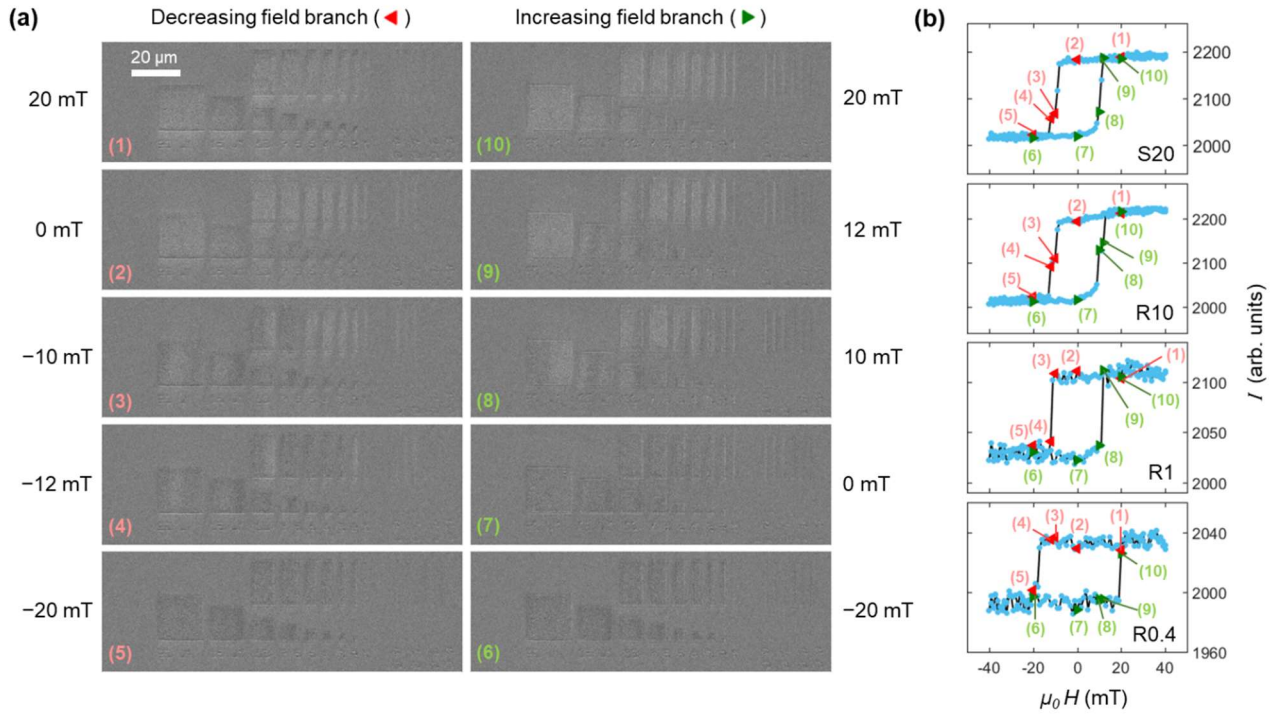 (a)
Decreasing field branch (◄)
Increasing field branch (►)
20 µm
20 mT
(1)
(10)
20 mT
0 mT
(2)
(9)
12 mT
−10 mT
(3)
(8)
10 mT
−12 mT
(4)
(7)
0 mT
−20 mT
(5)
(6)
−20 mT
(b)
(2)
(1)
(3)
(10)
(4)
(9)
(5)
(8)
(6)
(7)
S20
2200
2100
2000
(2)
(1)
(3)
(10)
(4)
(9)
(5)
(8)
(6)
(7)
R10
2200
2100
2000
(3)
(2)
(1)
(10)
(5)
(4)
(9)
(6)
(7)
(8)
R1
2100
2050
2000
(4)
(3)
(2)
(1)
(10)
(5)
(6)
(7)
(8)
(9)
R0.4
2040
2000
1960
-40 -20 0 20 40
µ0 H (mT)
I (arb. units)